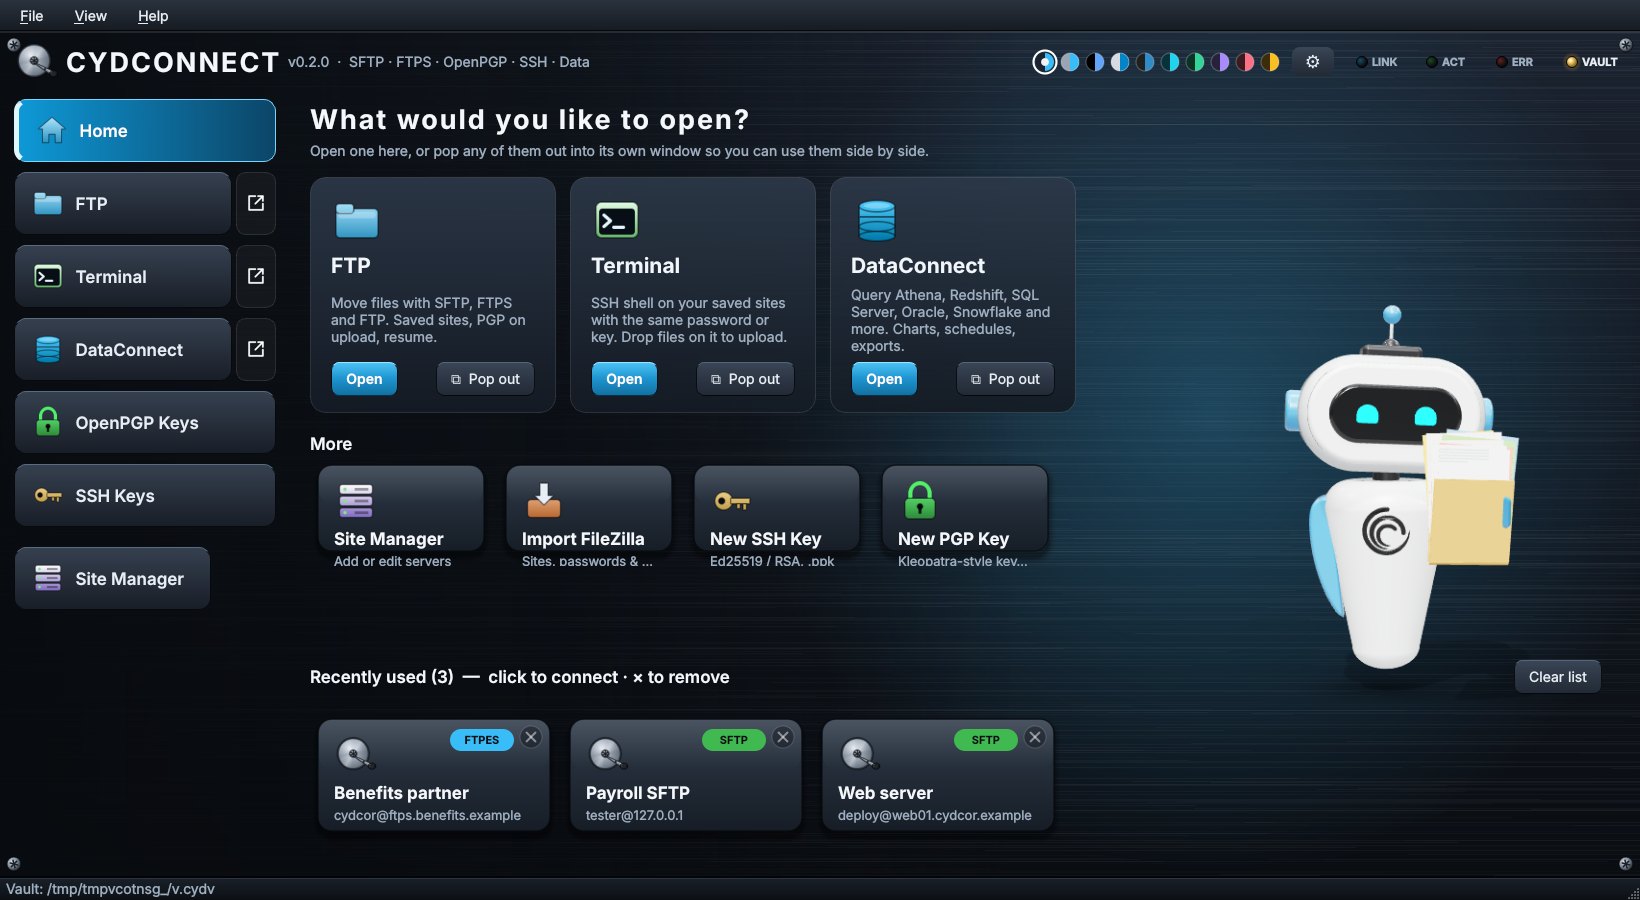 File View Help
CYDCONNECT v0.2.0 · SFTP · FTPS · OpenPGP · SSH · Data
LINK ACT ERR VAULT
Home
FTP
Terminal
DataConnect
OpenPGP Keys
SSH Keys
Site Manager
What would you like to open?
Open one here, or pop any of them out into its own window so you can use them side by side.
FTP
Move files with SFTP, FTPS
and FTP. Saved sites, PGP on
upload, resume.
Open ⧉ Pop out
Terminal
SSH shell on your saved sites
with the same password or
key. Drop files on it to upload.
Open ⧉ Pop out
DataConnect
Query Athena, Redshift, SQL
Server, Oracle, Snowflake and
more. Charts, schedules,
exports.
Open ⧉ Pop out
More
Site Manager
Add or edit servers
Import FileZilla
Sites, passwords & ...
New SSH Key
Ed25519 / RSA, .ppk
New PGP Key
Kleopatra-style key...
Recently used (3) — click to connect · × to remove
Clear list
FTPES
Benefits partner
cydcor@ftps.benefits.example
SFTP
Payroll SFTP
tester@127.0.0.1
SFTP
Web server
deploy@web01.cydcor.example
Vault: /tmp/tmpvcotnsg_/v.cydv